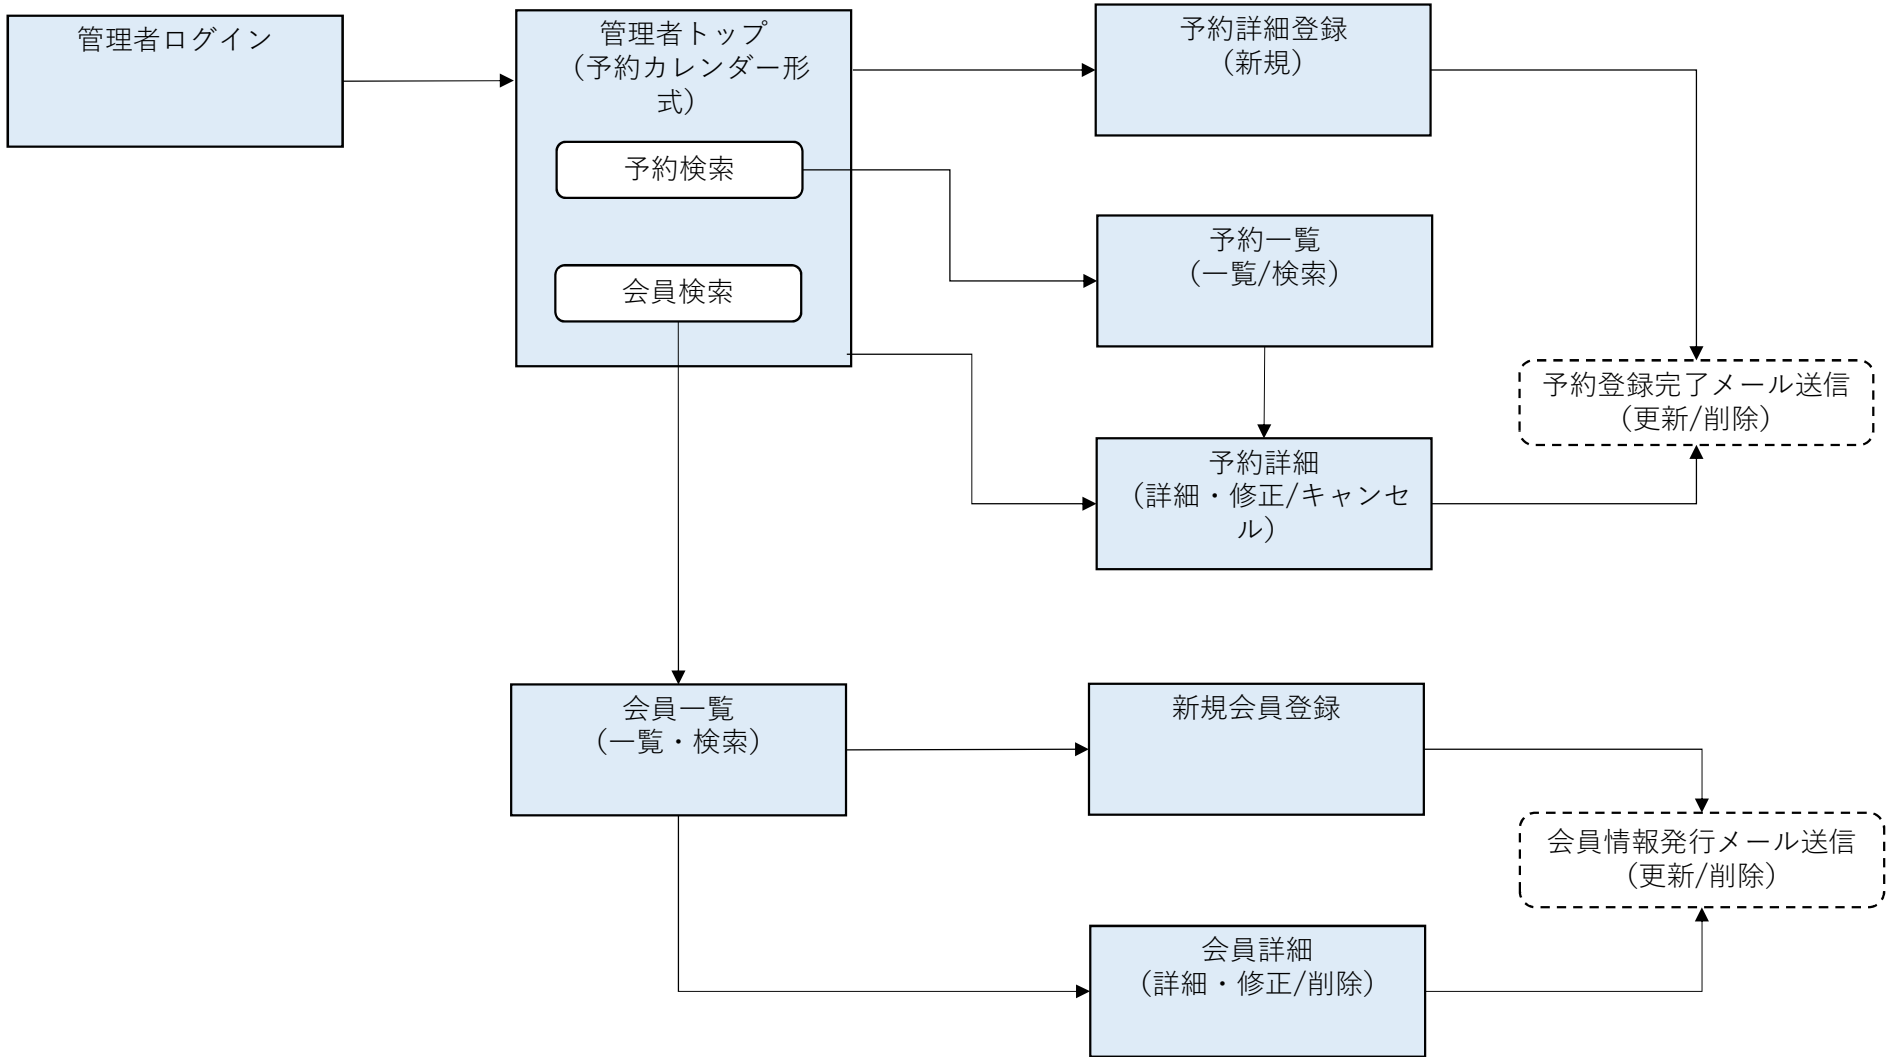 管理者ログイン
管理者トップ
（予約カレンダー形
式）
予約検索
会員検索
予約詳細登録
（新規）
予約一覧
（一覧/検索）
予約登録完了メール送信
（更新/削除）
予約詳細
（詳細・修正/キャンセ
ル）
会員一覧
（一覧・検索）
新規会員登録
会員情報発行メール送信
（更新/削除）
会員詳細
（詳細・修正/削除）